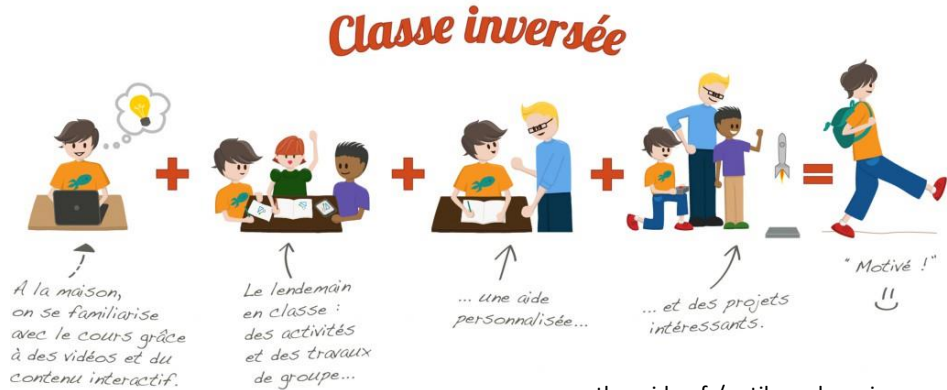 Classe inversée
A la maison,
on se familiarise
avec le cours grâce
à des vidéos et du
contenu interactif.
Le lendemain
en classe :
des activités
et des travaux
de groupe...
... une aide
personnalisée...
... et des projets
intéressants.
" Motivé ! "